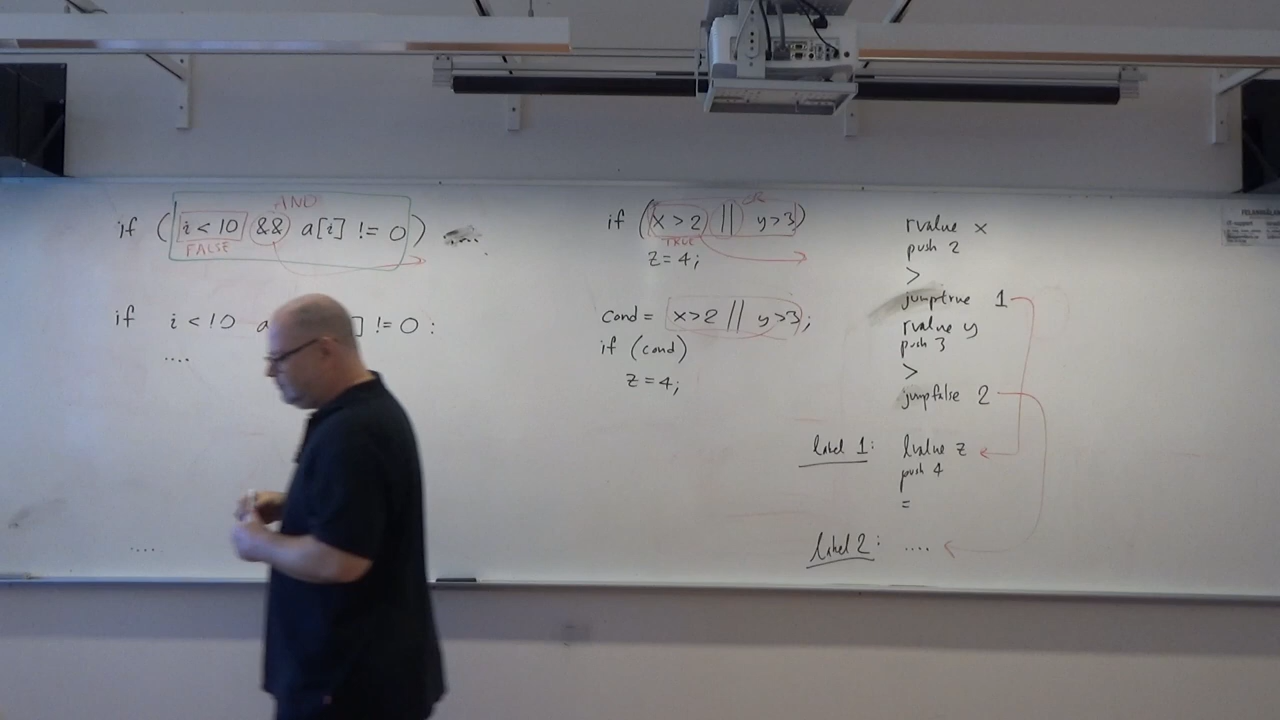 AND
if (i < 10 && a[i] != 0) ....
FALSE
if i < 10 a ] != 0 :
....
....
if (x > 2 || y > 3)
TRUE
z = 4;
cond = x > 2 || y > 3;
if (cond)
z = 4;
rvalue x
push 2
>
jumptrue 1
rvalue y
push 3
>
jumpfalse 2
label 1: lvalue z
push 4
=
label 2: ....